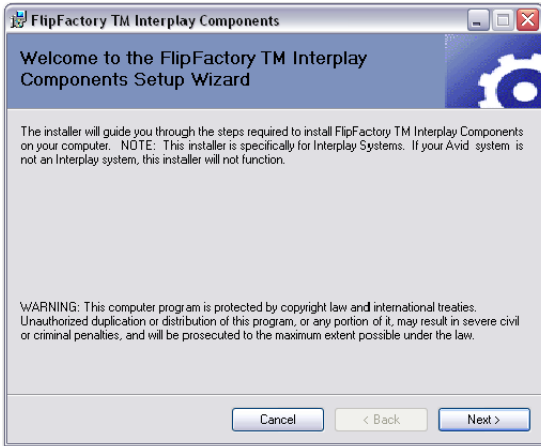 FlipFactory TM Interplay Components
Welcome to the FlipFactory TM Interplay
Components Setup Wizard
The installer will guide you through the steps required to install FlipFactory TM Interplay Components
on your computer. NOTE: This installer is specifically for Interplay Systems. If your Avid system is
not an Interplay system, this installer will not function.
WARNING: This computer program is protected by copyright law and international treaties.
Unauthorized duplication or distribution of this program, or any portion of it, may result in severe civil
or criminal penalties, and will be prosecuted to the maximum extent possible under the law.
Cancel < Back Next >